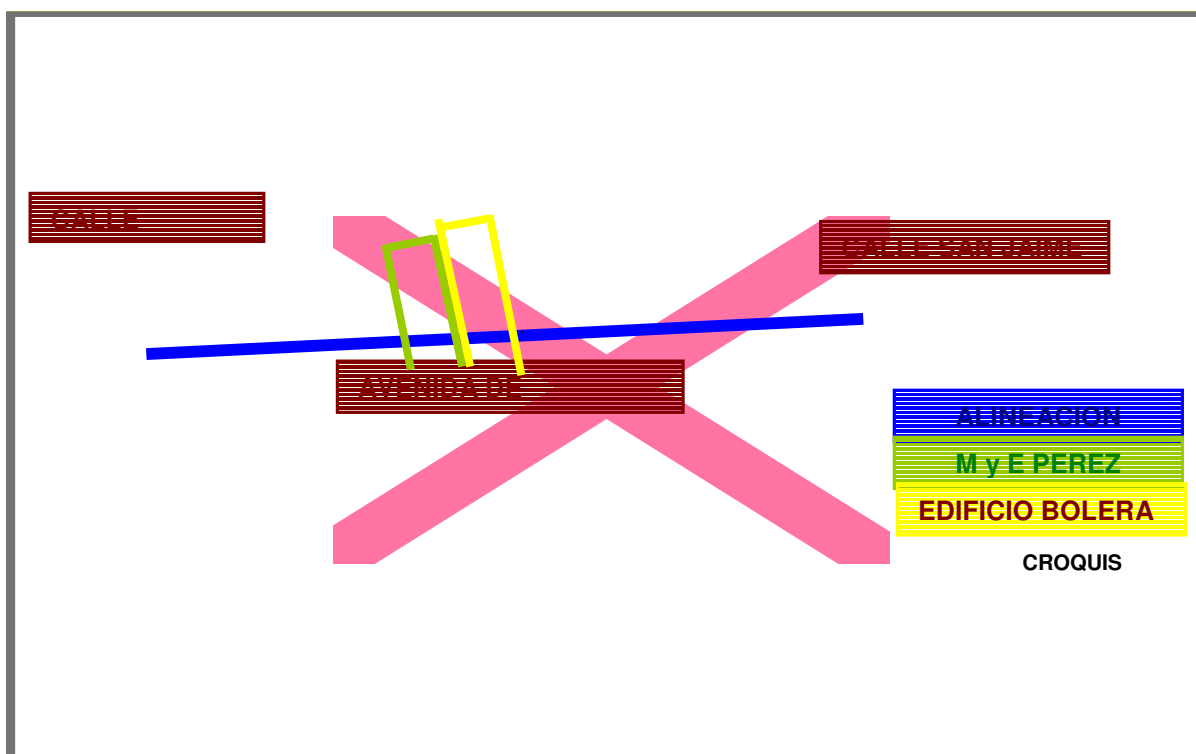 CALLE
CALLE SAN JAIME
AVENIDA DE
ALINEACION
M y E PEREZ
EDIFICIO BOLERA
CROQUIS